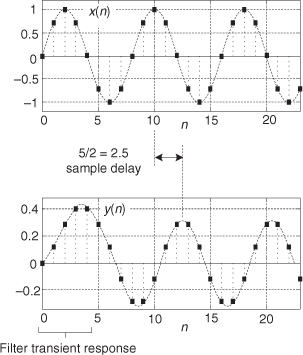 x(n)
1
0.5
0
−0.5
−1
0 5 10 15 20
n
5/2 = 2.5
sample delay
y(n)
0.4
0.2
0
−0.2
0 5 10 15 20
n
Filter transient response